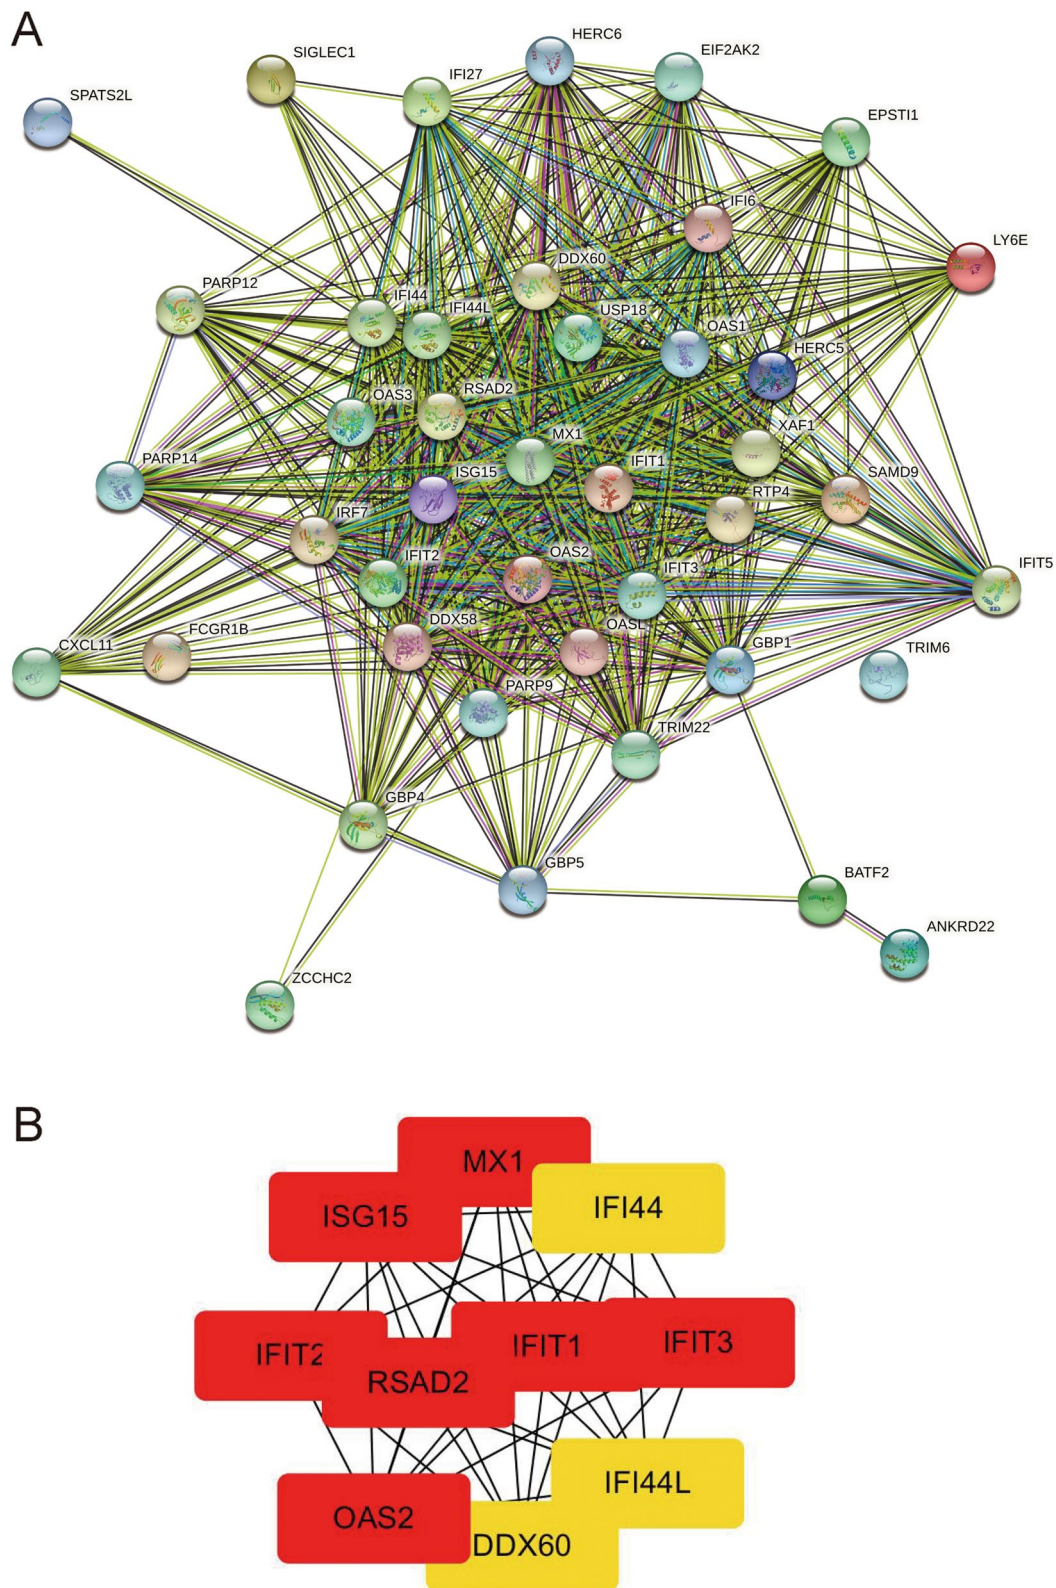 A
HERC6
SIGLEC1
EIF2AK2
IFI27
SPATS2L
EPSTI1
IFI6
LY6E
DDX60
PARP12
IFI44
IFI44L
USP18
OAS1
HERC5
OAS3
RSAD2
XAF1
MX1
PARP14
ISG15
IFIT1
SAMD9
RTP4
IRF7
IFIT2
OAS2
IFIT3
IFIT5
DDX58
OASL
FCGR1B
CXCL11
GBP1
TRIM6
PARP9
TRIM22
GBP4
GBP5
BATF2
ANKRD22
ZCCHC2
B
MX1
ISG15
IFI44
IFIT2
RSAD2
IFIT1
IFIT3
IFI44L
OAS2
DDX60